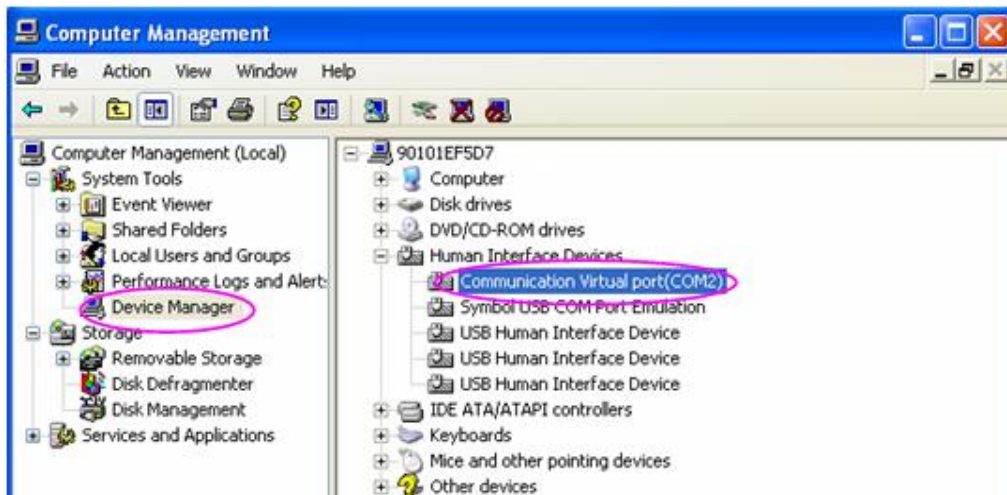 Computer Management
File Action View Window Help
Computer Management (Local)
System Tools
Event Viewer
Shared Folders
Local Users and Groups
Performance Logs and Alert:
Device Manager
Storage
Removable Storage
Disk Defragmenter
Disk Management
Services and Applications
90101EF5D7
Computer
Disk drives
DVD/CD-ROM drives
Human Interface Devices
Communication Virtual port(COM2)
Symbol USB COM Port Emulation
USB Human Interface Device
USB Human Interface Device
USB Human Interface Device
IDE ATA/ATAPI controllers
Keyboards
Mice and other pointing devices
Other devices